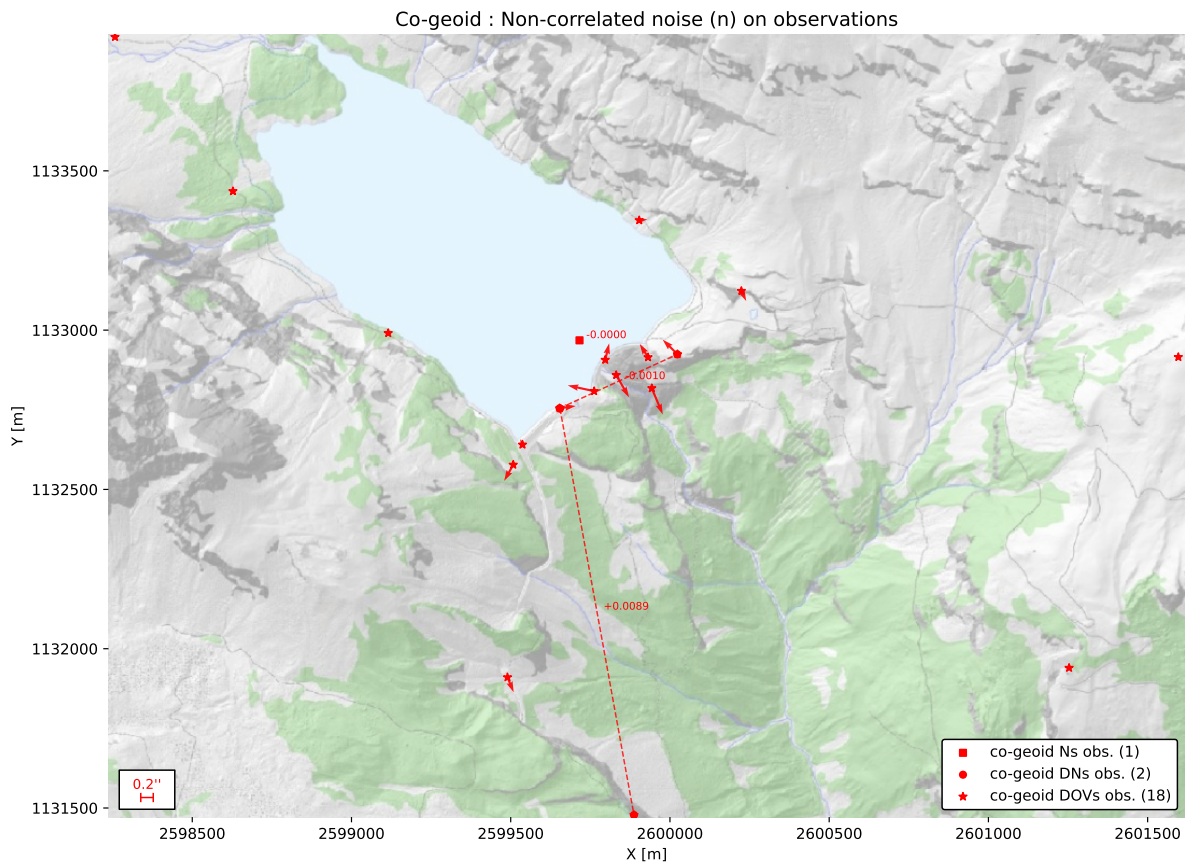 Co-geoid : Non-correlated noise (n) on observations
1133500
1133000
1132500
1132000
1131500
Y [m]
-0.0000
-0.0010
+0.0089
0.2''
co-geoid Ns obs. (1)
co-geoid DNs obs. (2)
co-geoid DOVs obs. (18)
2598500 2599000 2599500 2600000 2600500 2601000 2601500
X [m]